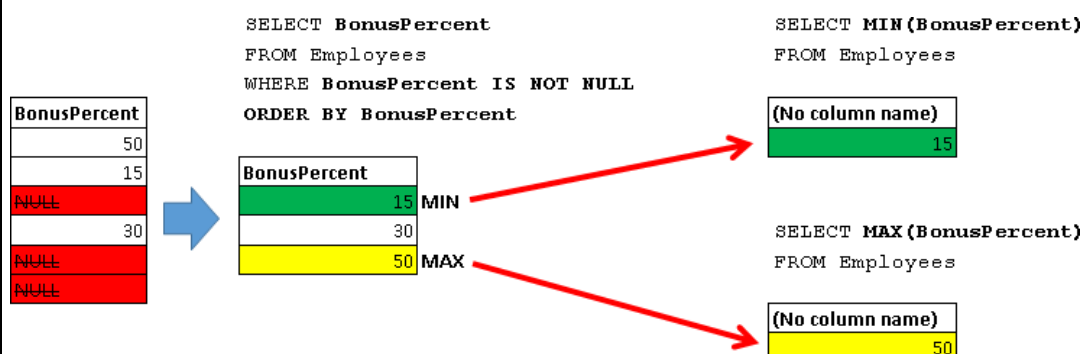 SELECT BonusPercent
FROM Employees
WHERE BonusPercent IS NOT NULL
ORDER BY BonusPercent
BonusPercent
50
15
NULL
30
NULL
NULL
BonusPercent
15 MIN
30
50 MAX
SELECT MIN(BonusPercent)
FROM Employees
(No column name)
15
SELECT MAX(BonusPercent)
FROM Employees
(No column name)
50